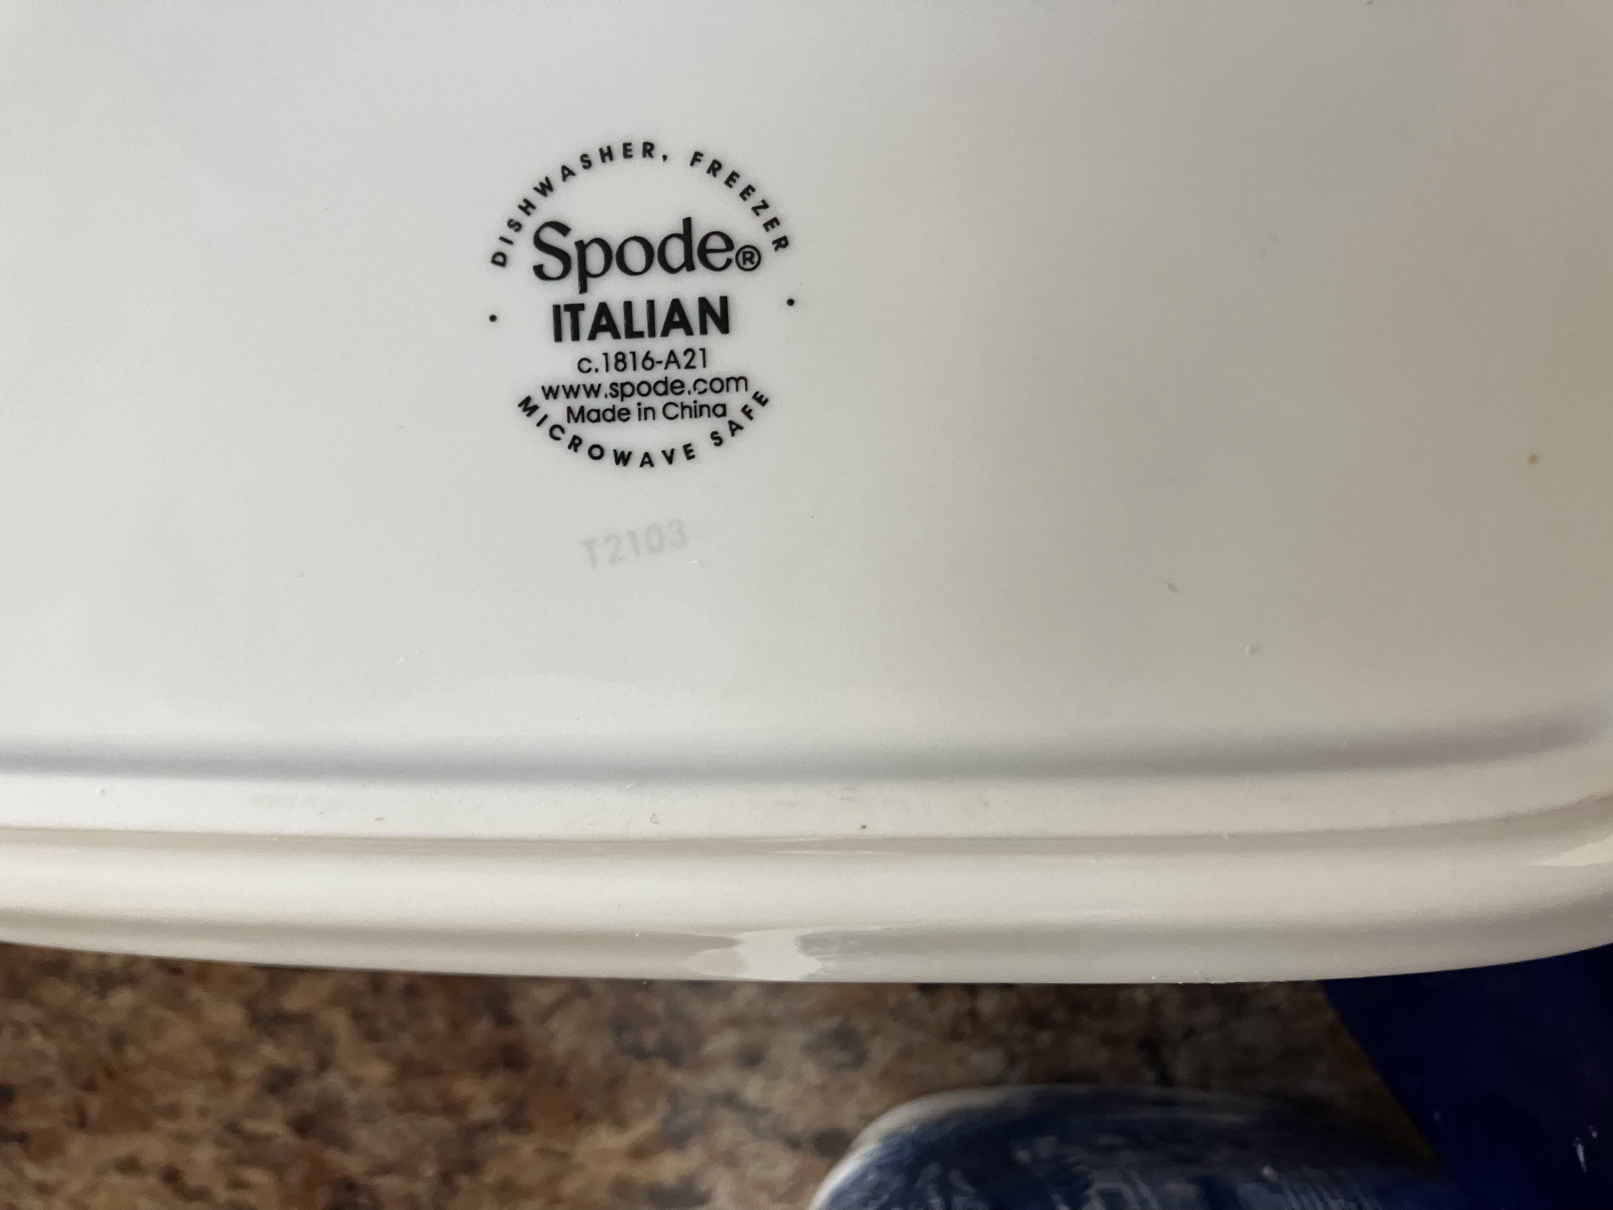 DISHWASHER, FREEZER
Spode®
ITALIAN
c.1816-A21
www.spode.com
Made in China
MICROWAVE SAFE
T2103